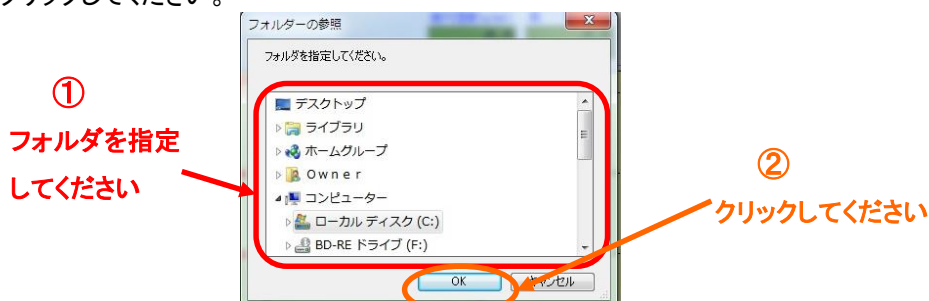 クリックしてください。
フォルダーの参照
フォルダを指定してください。
①
フォルダを指定
してください
デスクトップ
ライブラリ
ホームグループ
Owner
コンピューター
ローカル ディスク (C:)
BD-RE ドライブ (F:)
②
クリックしてください
OK
キャンセル